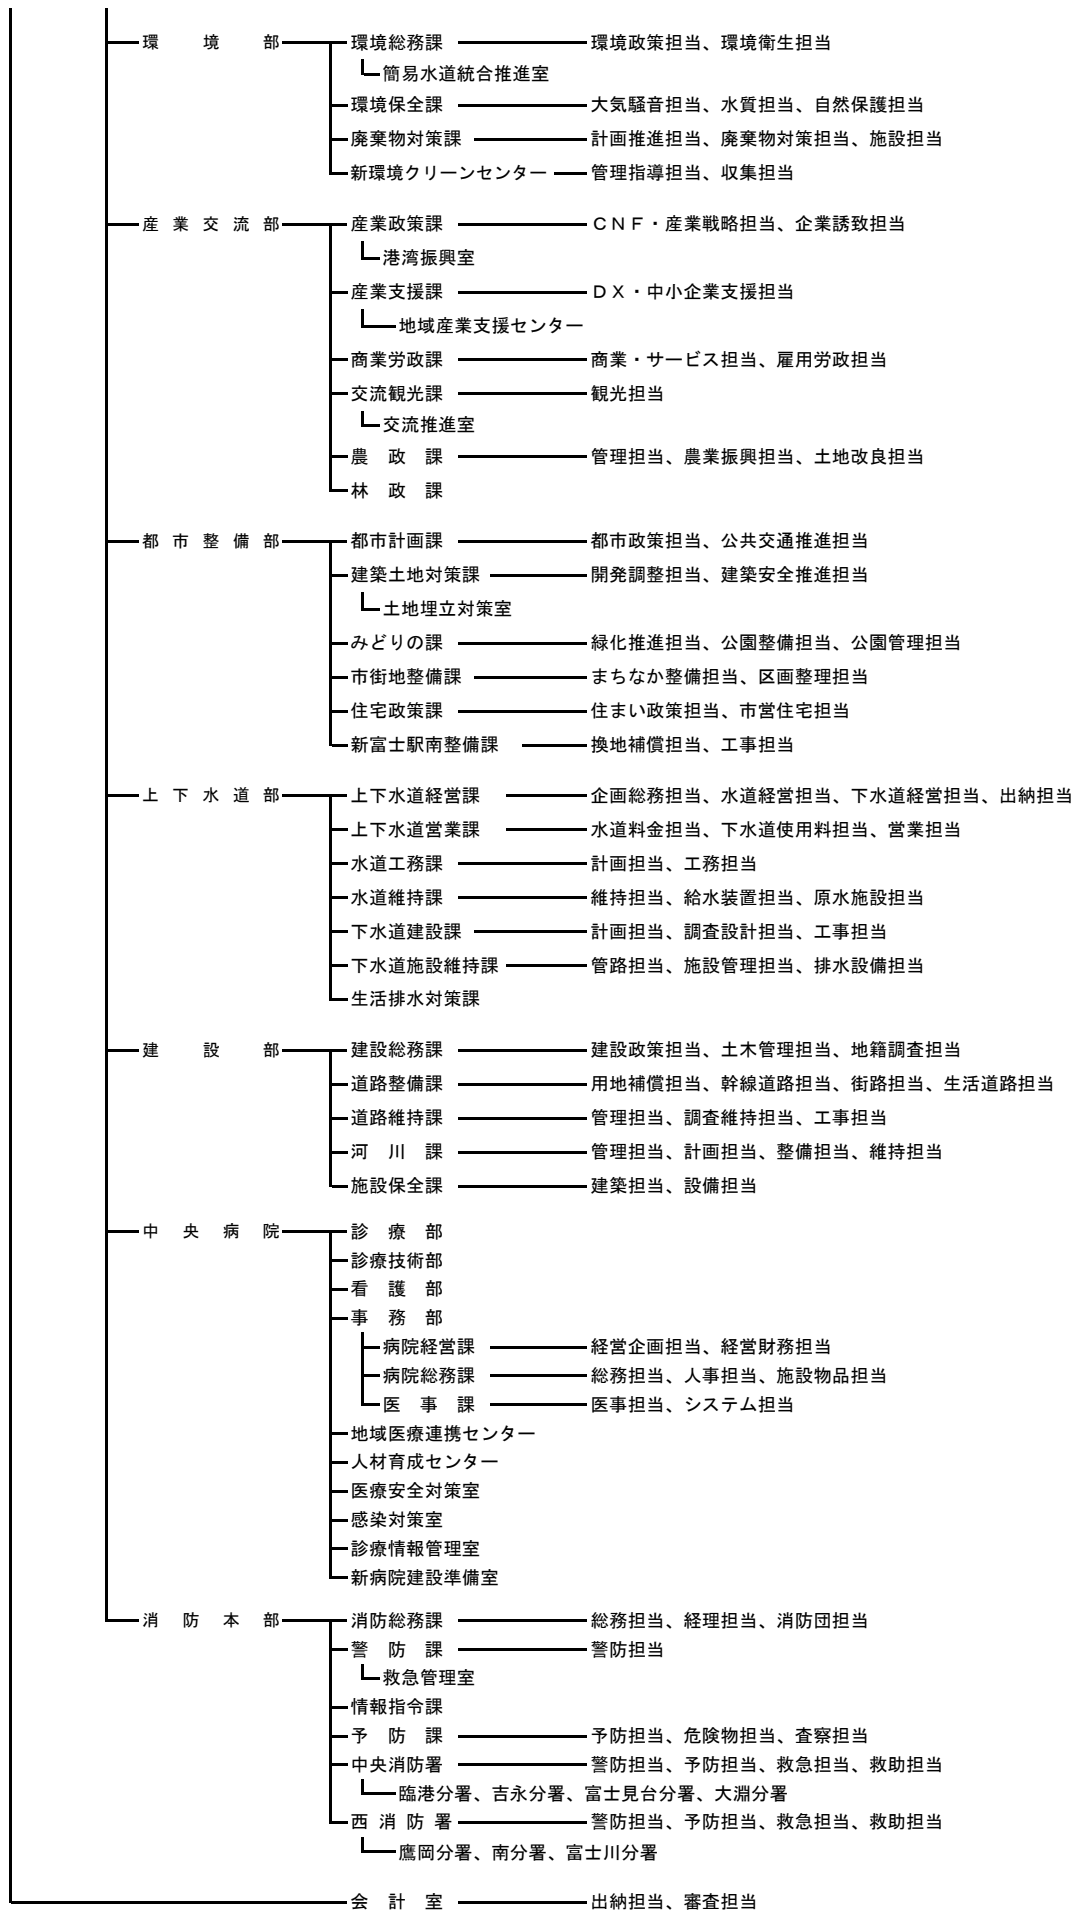 環境部 環境総務課 環境政策担当、環境衛生担当
簡易水道統合推進室
環境保全課 大気騒音担当、水質担当、自然保護担当
廃棄物対策課 計画推進担当、廃棄物対策担当、施設担当
新環境クリーンセンター 管理指導担当、収集担当
産業交流部 産業政策課 ＣＮＦ・産業戦略担当、企業誘致担当
港湾振興室
産業支援課 ＤＸ・中小企業支援担当
地域産業支援センター
商業労政課 商業・サービス担当、雇用労政担当
交流観光課 観光担当
交流推進室
農政課 管理担当、農業振興担当、土地改良担当
林政課
都市整備部 都市計画課 都市政策担当、公共交通推進担当
建築土地対策課 開発調整担当、建築安全推進担当
土地埋立対策室
みどりの課 緑化推進担当、公園整備担当、公園管理担当
市街地整備課 まちなか整備担当、区画整理担当
住宅政策課 住まい政策担当、市営住宅担当
新富士駅南整備課 換地補償担当、工事担当
上下水道部 上下水道経営課 企画総務担当、水道経営担当、下水道経営担当、出納担当
上下水道営業課 水道料金担当、下水道使用料担当、営業担当
水道工務課 計画担当、工務担当
水道維持課 維持担当、給水装置担当、原水施設担当
下水道建設課 計画担当、調査設計担当、工事担当
下水道施設維持課 管路担当、施設管理担当、排水設備担当
生活排水対策課
建設部 建設総務課 建設政策担当、土木管理担当、地籍調査担当
道路整備課 用地補償担当、幹線道路担当、街路担当、生活道路担当
道路維持課 管理担当、調査維持担当、工事担当
河川課 管理担当、計画担当、整備担当、維持担当
施設保全課 建築担当、設備担当
中央病院 診療部
診療技術部
看護部
事務部
病院経営課 経営企画担当、経営財務担当
病院総務課 総務担当、人事担当、施設物品担当
医事課 医事担当、システム担当
地域医療連携センター
人材育成センター
医療安全対策室
感染対策室
診療情報管理室
新病院建設準備室
消防本部 消防総務課 総務担当、経理担当、消防団担当
警防課 警防担当
救急管理室
情報指令課
予防課 予防担当、危険物担当、査察担当
中央消防署 警防担当、予防担当、救急担当、救助担当
臨港分署、吉永分署、富士見台分署、大淵分署
西消防署 警防担当、予防担当、救急担当、救助担当
鷹岡分署、南分署、富士川分署
会計室 出納担当、審査担当